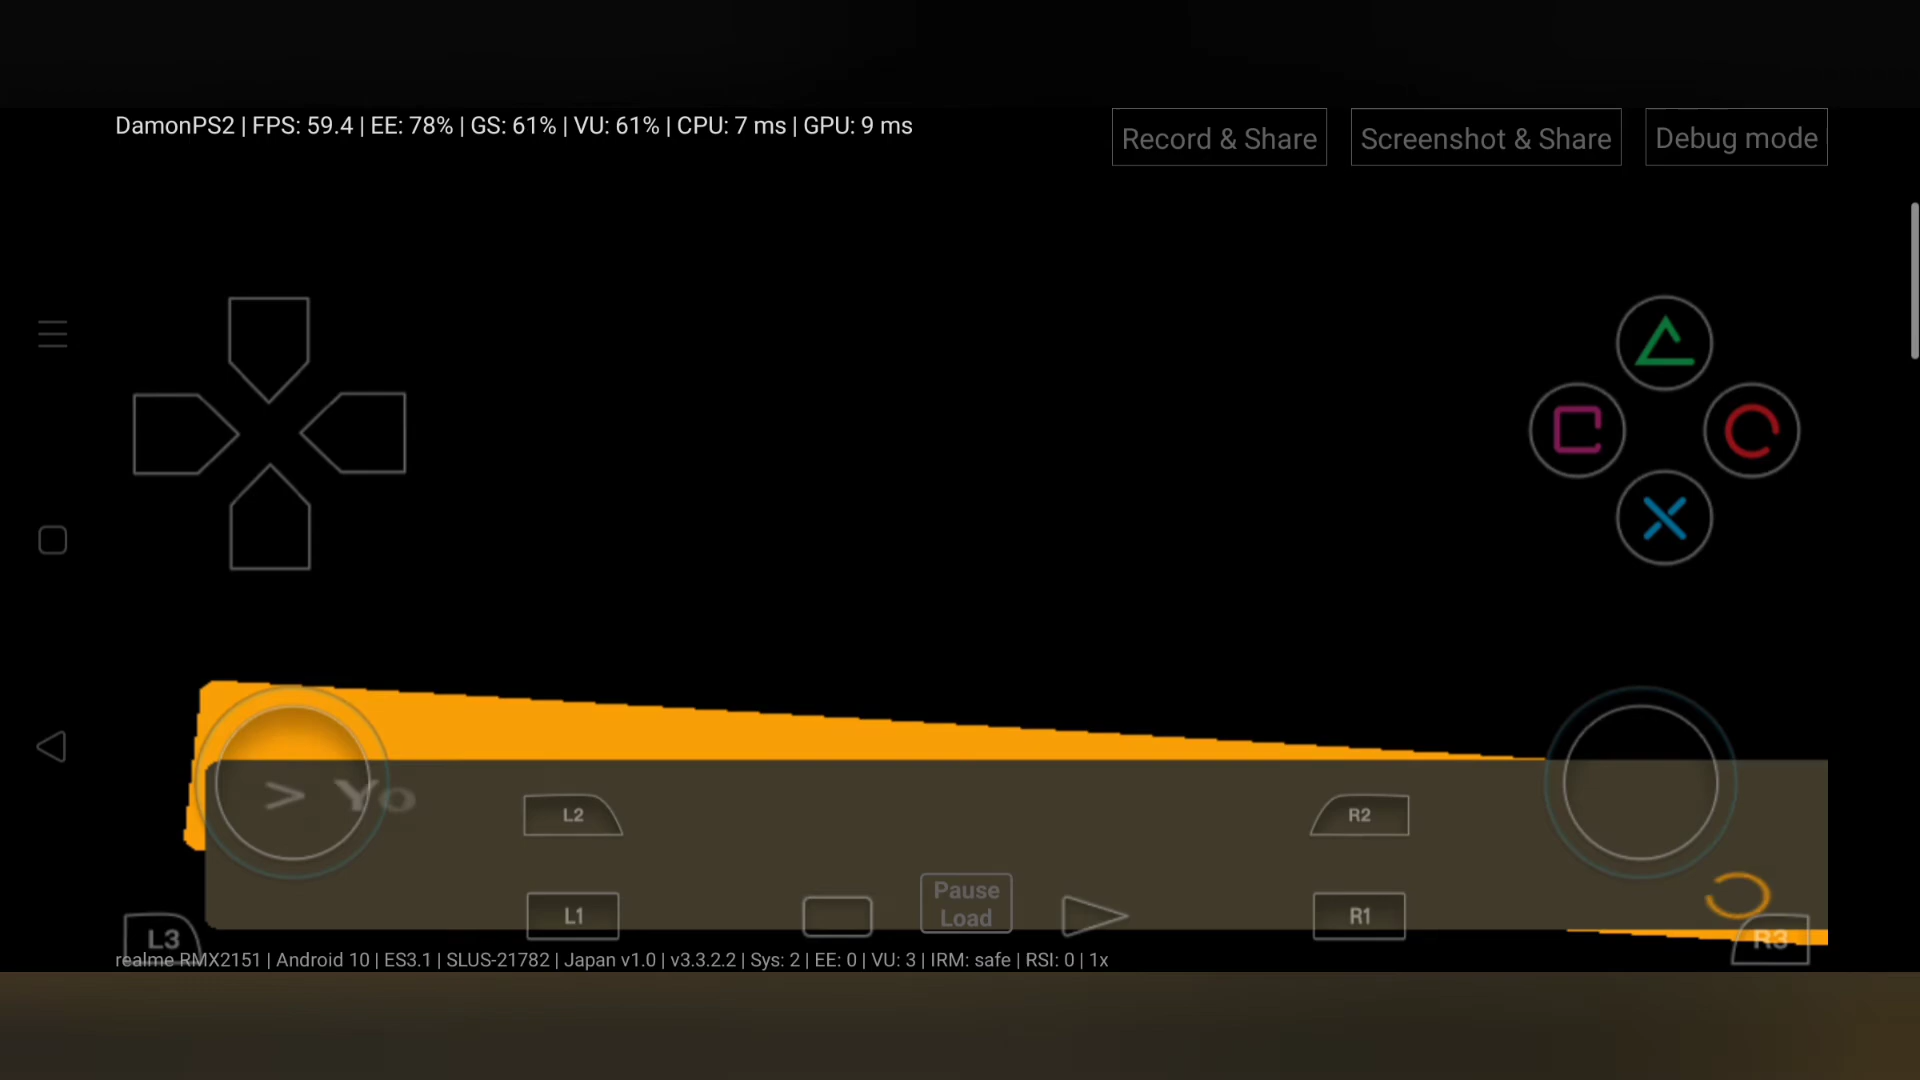 DamonPS2 | FPS: 59.4 | EE: 78% | GS: 61% | VU: 61% | CPU: 7 ms | GPU: 9 ms
Record & Share
Screenshot & Share
Debug mode
> Yo
L2
R2
L1
Pause
Load
R1
L3
R3
realme RMX2151 | Android 10 | ES3.1 | SLUS-21782 | Japan v1.0 | v3.3.2.2 | Sys: 2 | EE: 0 | VU: 3 | IRM: safe | RSI: 0 | 1x